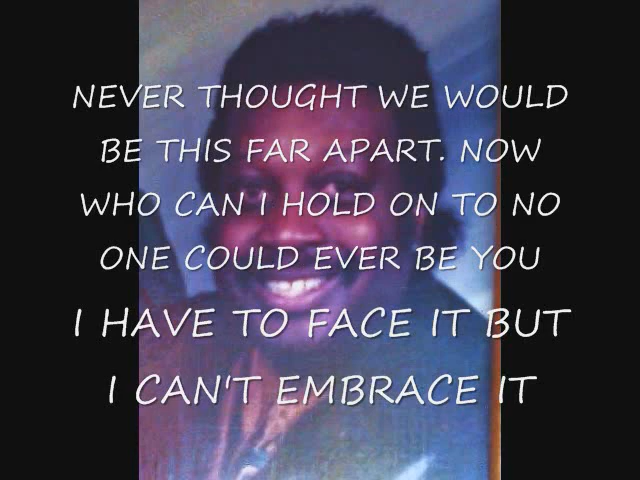 NEVER THOUGHT WE WOULD
BE THIS FAR APART. NOW
WHO CAN I HOLD ON TO NO
ONE COULD EVER BE YOU
I HAVE TO FACE IT BUT
I CAN'T EMBRACE IT